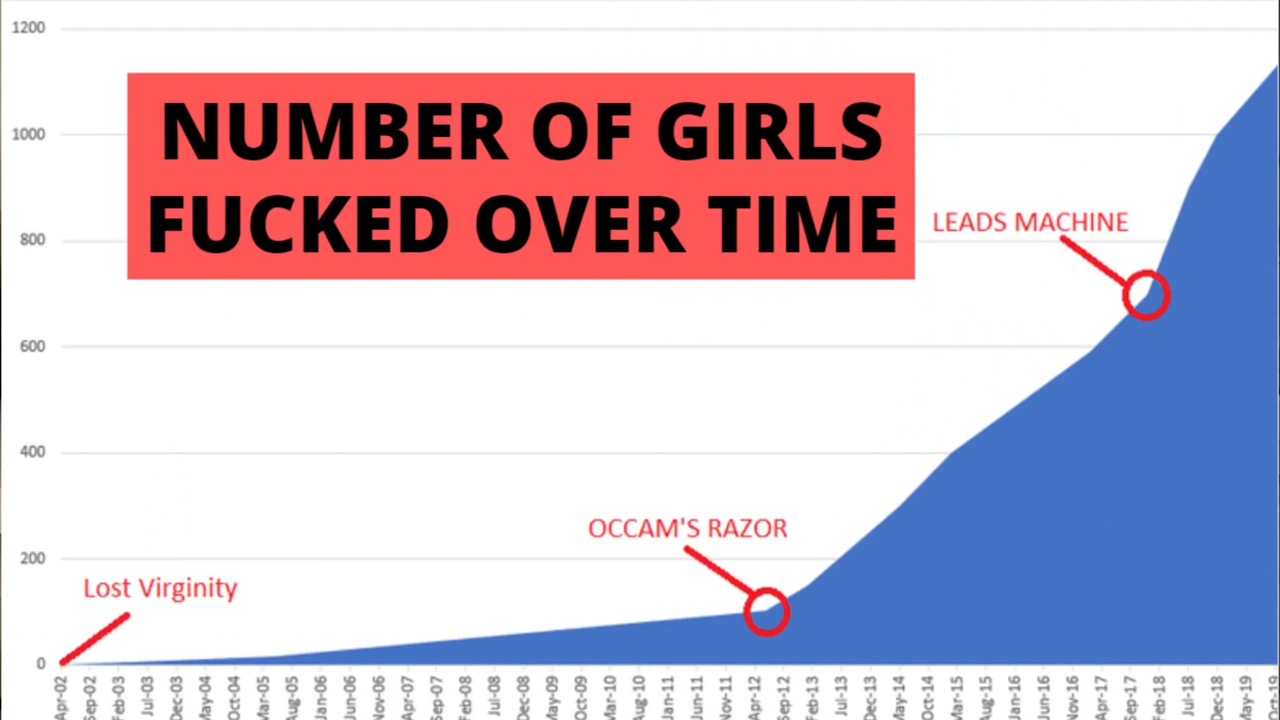 1200
NUMBER OF GIRLS
FUCKED OVER TIME
1000
LEADS MACHINE
800
600
400
OCCAM'S RAZOR
200
Lost Virginity
0
Apr-02 Sep-02 Feb-03 Jul-03 Dec-03 May-04 Oct-04 Mar-05 Aug-05 Jan-06 Jun-06 Nov-06 Apr-07 Sep-07 Feb-08 Jul-08 Dec-08 May-09 Oct-09 Mar-10 Aug-10 Jan-11 Jun-11 Nov-11 Apr-12 Sep-12 Feb-13 Jul-13 Dec-13 May-14 Oct-14 Mar-15 Aug-15 Jan-16 Jun-16 Nov-16 Apr-17 Sep-17 Feb-18 Jul-18 Dec-18 May-19 Oct-19